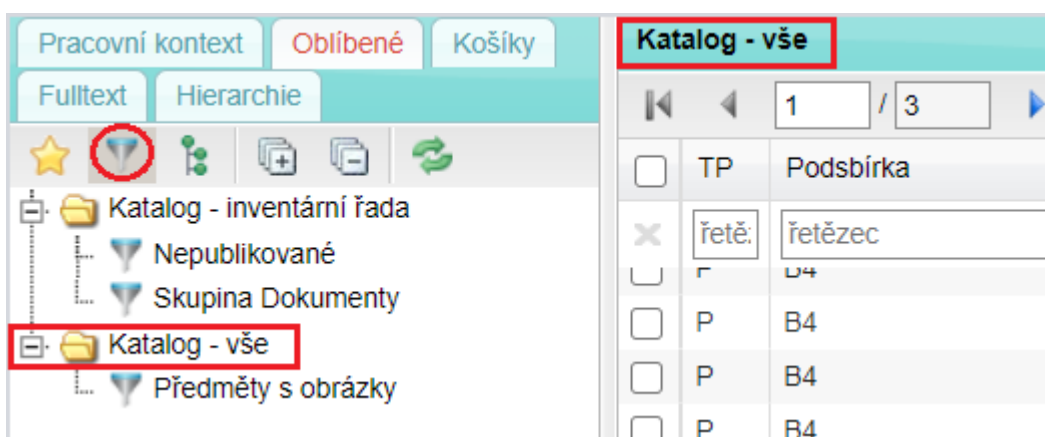 Pracovní kontext Oblíbené Košíky
Fulltext Hierarchie
Katalog - inventární řada
Nepublikované
Skupina Dokumenty
Katalog - vše
Předměty s obrázky
Katalog - vše
1 / 3
TP Podsbírka
řetě: řetězec
P B4
P B4
P B4
P B4